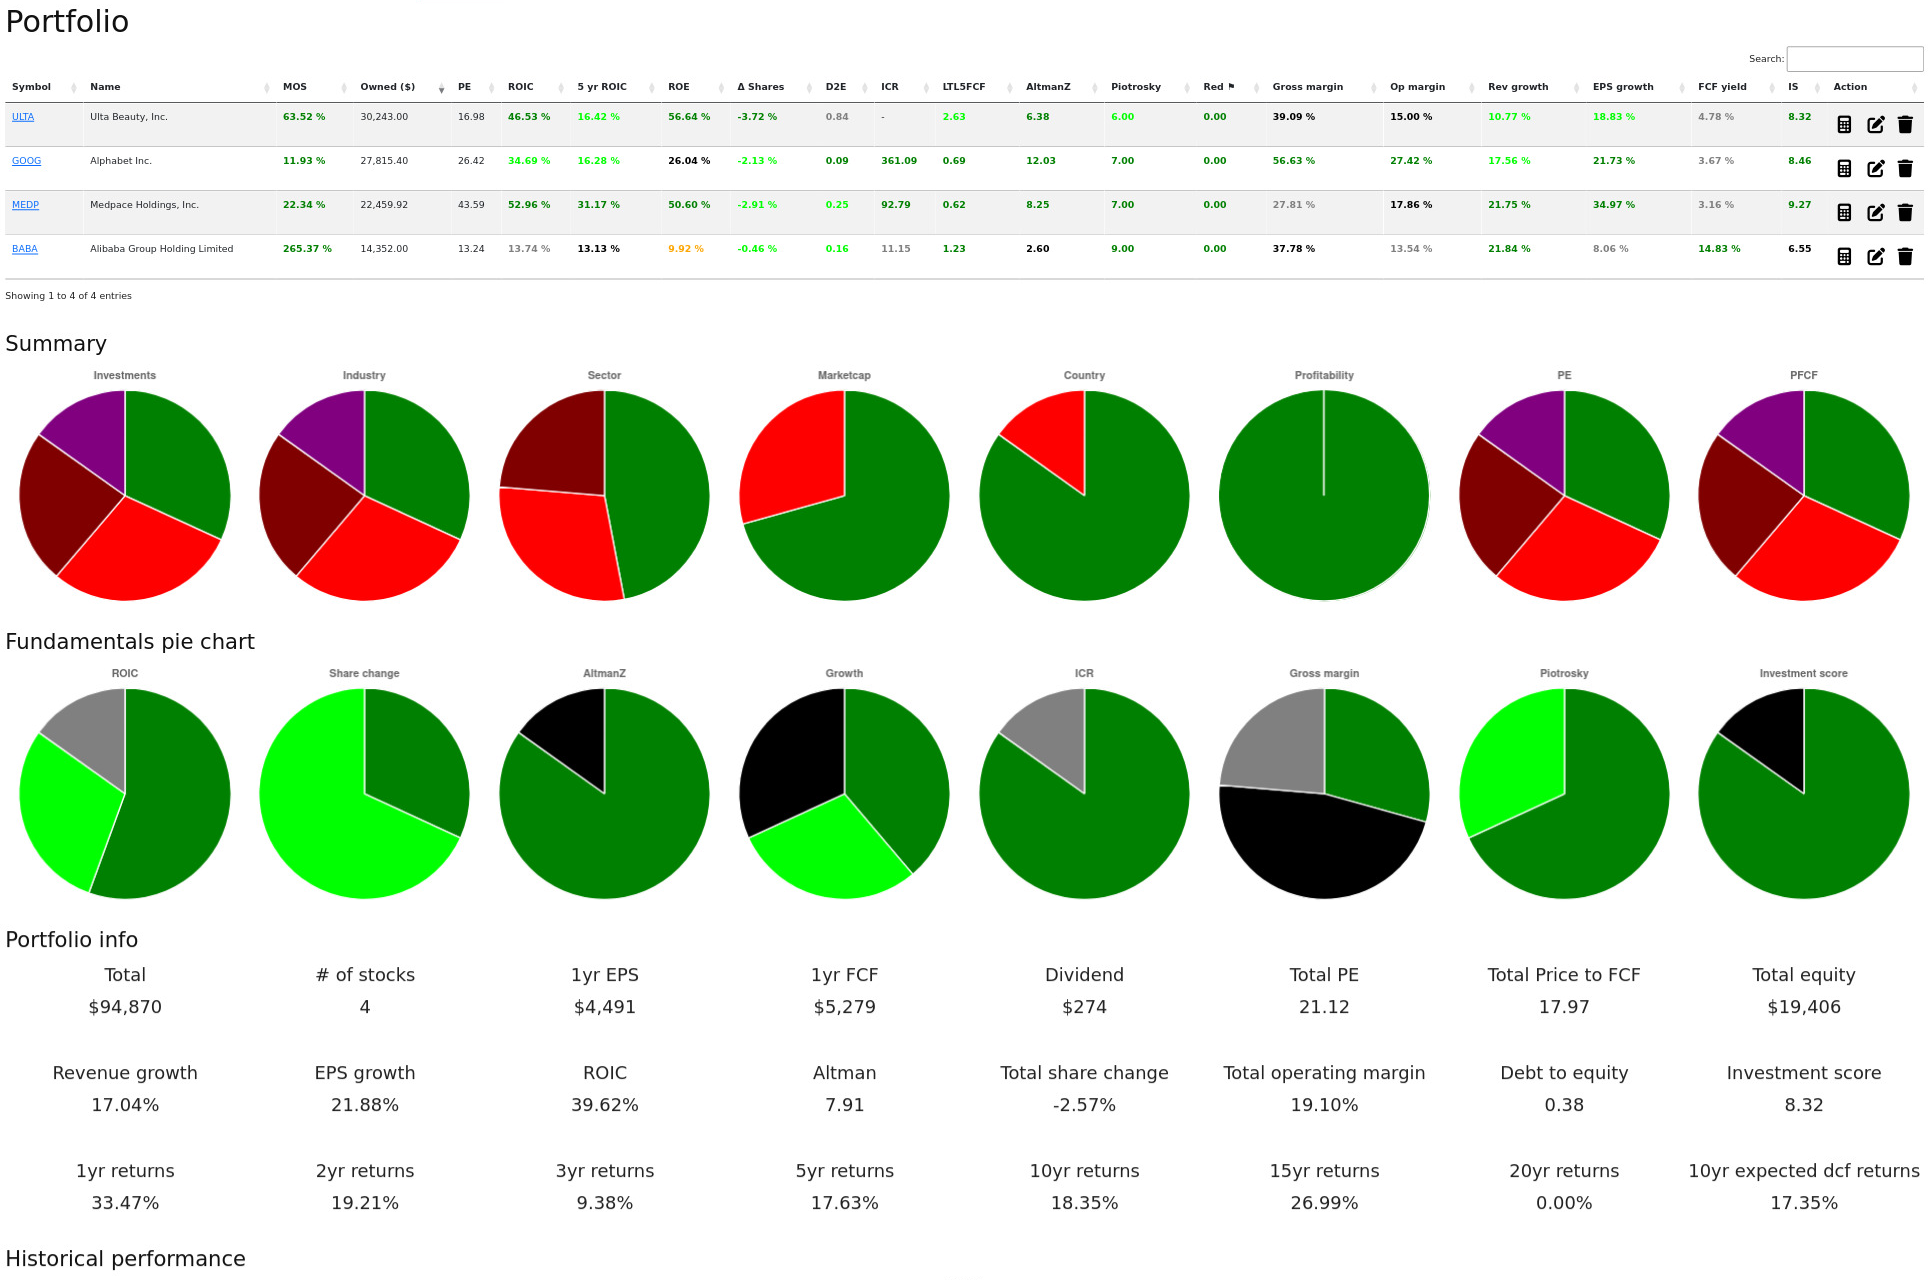 Portfolio
Search:
Symbol Name MOS Owned ($) PE ROIC 5 yr ROIC ROE Δ Shares D2E ICR LTL5FCF AltmanZ Piotrosky Red ⚑ Gross margin Op margin Rev growth EPS growth FCF yield IS Action
ULTA Ulta Beauty, Inc. 63.52 % 30,243.00 16.98 46.53 % 16.42 % 56.64 % -3.72 % 0.84 - 2.63 6.38 6.00 0.00 39.09 % 15.00 % 10.77 % 18.83 % 4.78 % 8.32
GOOG Alphabet Inc. 11.93 % 27,815.40 26.42 34.69 % 16.28 % 26.04 % -2.13 % 0.09 361.09 0.69 12.03 7.00 0.00 56.63 % 27.42 % 17.56 % 21.73 % 3.67 % 8.46
MEDP Medpace Holdings, Inc. 22.34 % 22,459.92 43.59 52.96 % 31.17 % 50.60 % -2.91 % 0.25 92.79 0.62 8.25 7.00 0.00 27.81 % 17.86 % 21.75 % 34.97 % 3.16 % 9.27
BABA Alibaba Group Holding Limited 265.37 % 14,352.00 13.24 13.74 % 13.13 % 9.92 % -0.46 % 0.16 11.15 1.23 2.60 9.00 0.00 37.78 % 13.54 % 21.84 % 8.06 % 14.83 % 6.55
Showing 1 to 4 of 4 entries
Summary
Investments Industry Sector Marketcap Country Profitability PE PFCF
Fundamentals pie chart
ROIC Share change AltmanZ Growth ICR Gross margin Piotrosky Investment score
Portfolio info
Total # of stocks 1yr EPS 1yr FCF Dividend Total PE Total Price to FCF Total equity
$94,870 4 $4,491 $5,279 $274 21.12 17.97 $19,406
Revenue growth EPS growth ROIC Altman Total share change Total operating margin Debt to equity Investment score
17.04% 21.88% 39.62% 7.91 -2.57% 19.10% 0.38 8.32
1yr returns 2yr returns 3yr returns 5yr returns 10yr returns 15yr returns 20yr returns 10yr expected dcf returns
33.47% 19.21% 9.38% 17.63% 18.35% 26.99% 0.00% 17.35%
Historical performance